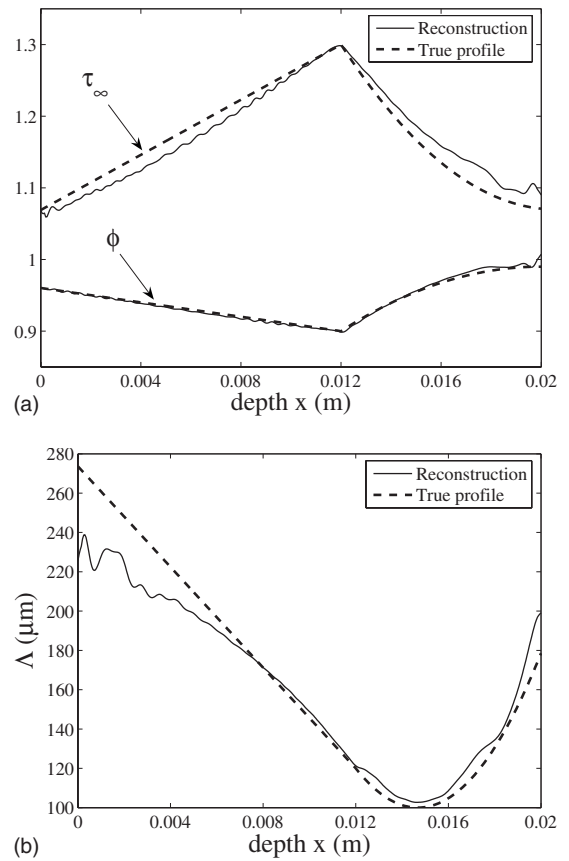 Reconstruction
True profile
1.3
1.2
1.1
1
0.9
τ∞
ϕ
0 0.004 0.008 0.012 0.016 0.02
(a) depth x (m)
Reconstruction
True profile
280
260
240
220
200
180
160
140
120
100
Λ (μm)
0 0.004 0.008 0.012 0.016 0.02
(b) depth x (m)